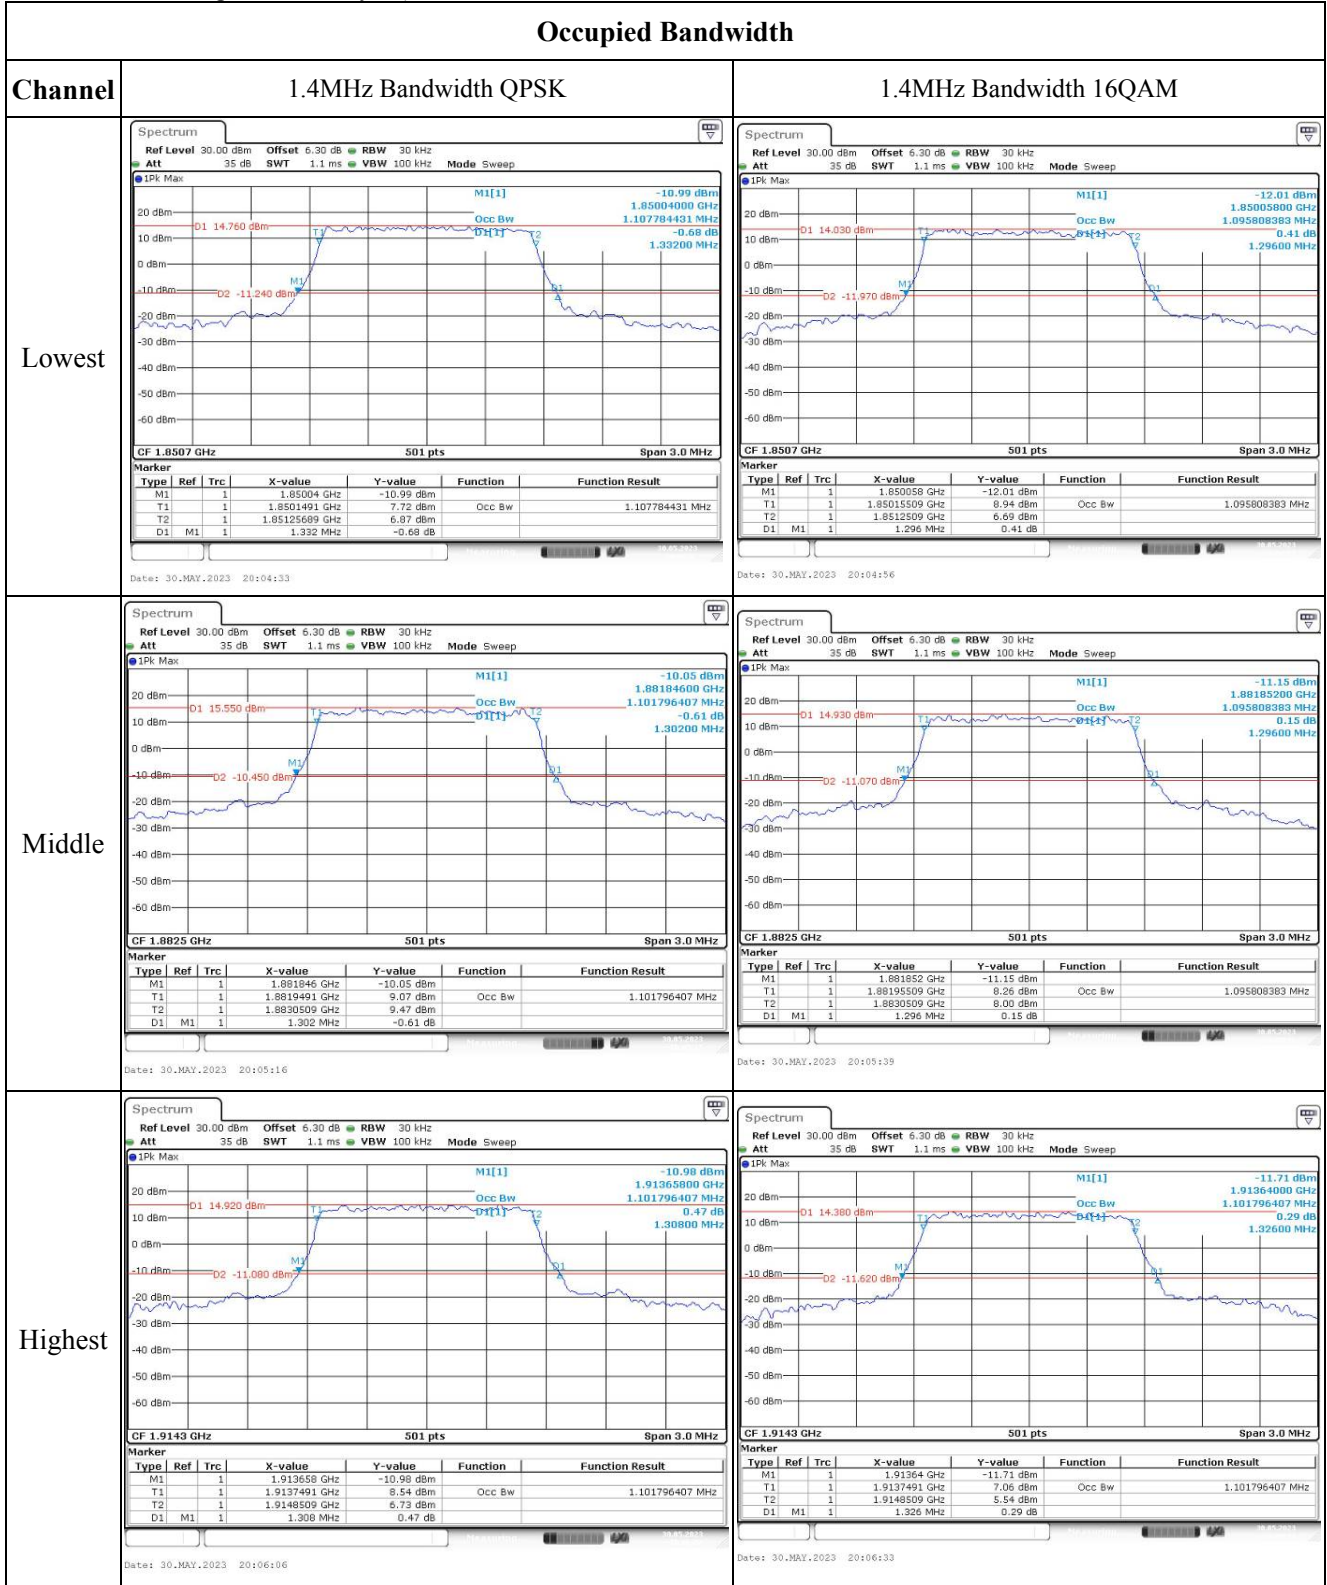 Occupied Bandwidth
Channel
1.4MHz Bandwidth QPSK
1.4MHz Bandwidth 16QAM
Lowest
Spectrum
Ref Level 30.00 dBm Offset 6.30 dB RBW 30 kHz
Att 35 dB SWT 1.1 ms VBW 100 kHz Mode Sweep
1Pk Max
M1[1] -10.99 dBm
1.85004000 GHz
20 dBm
Occ Bw 1.107784431 MHz
D1 14.760 dBm
T1
D1[1] -0.68 dB
T2
10 dBm
1.33200 MHz
0 dBm
M1
D1
-10 dBm
D2 -11.240 dBm
-20 dBm
-30 dBm
-40 dBm
-50 dBm
-60 dBm
CF 1.8507 GHz 501 pts Span 3.0 MHz
Marker
Type Ref Trc X-value Y-value Function Function Result
M1 1 1.85004 GHz -10.99 dBm
T1 1 1.8501491 GHz 7.72 dBm Occ Bw 1.107784431 MHz
T2 1 1.85125689 GHz 6.87 dBm
D1 M1 1 1.332 MHz -0.68 dB
Date: 30.MAY.2023 20:04:33
Spectrum
Ref Level 30.00 dBm Offset 6.30 dB RBW 30 kHz
Att 35 dB SWT 1.1 ms VBW 100 kHz Mode Sweep
1Pk Max
M1[1] -12.01 dBm
1.85005800 GHz
20 dBm
Occ Bw 1.095808383 MHz
D1 14.030 dBm
T1
D1[1] 0.41 dB
T2
10 dBm
1.29600 MHz
0 dBm
M1
D1
-10 dBm
D2 -11.970 dBm
-20 dBm
-30 dBm
-40 dBm
-50 dBm
-60 dBm
CF 1.8507 GHz 501 pts Span 3.0 MHz
Marker
Type Ref Trc X-value Y-value Function Function Result
M1 1 1.850058 GHz -12.01 dBm
T1 1 1.85015509 GHz 8.94 dBm Occ Bw 1.095808383 MHz
T2 1 1.8512509 GHz 6.69 dBm
D1 M1 1 1.296 MHz 0.41 dB
Date: 30.MAY.2023 20:04:56
Middle
Spectrum
Ref Level 30.00 dBm Offset 6.30 dB RBW 30 kHz
Att 35 dB SWT 1.1 ms VBW 100 kHz Mode Sweep
1Pk Max
M1[1] -10.05 dBm
1.88184600 GHz
20 dBm
Occ Bw 1.101796407 MHz
D1 15.550 dBm
T1
D1[1] -0.61 dB
T2
10 dBm
1.30200 MHz
0 dBm
M1
D1
-10 dBm
D2 -10.450 dBm
-20 dBm
-30 dBm
-40 dBm
-50 dBm
-60 dBm
CF 1.8825 GHz 501 pts Span 3.0 MHz
Marker
Type Ref Trc X-value Y-value Function Function Result
M1 1 1.881846 GHz -10.05 dBm
T1 1 1.8819491 GHz 9.07 dBm Occ Bw 1.101796407 MHz
T2 1 1.8830509 GHz 9.47 dBm
D1 M1 1 1.302 MHz -0.61 dB
Date: 30.MAY.2023 20:05:16
Spectrum
Ref Level 30.00 dBm Offset 6.30 dB RBW 30 kHz
Att 35 dB SWT 1.1 ms VBW 100 kHz Mode Sweep
1Pk Max
M1[1] -11.15 dBm
1.88185200 GHz
20 dBm
Occ Bw 1.095808383 MHz
D1 14.930 dBm
T1
D1[1] 0.15 dB
T2
10 dBm
1.29600 MHz
0 dBm
M1
D1
-10 dBm
D2 -11.070 dBm
-20 dBm
-30 dBm
-40 dBm
-50 dBm
-60 dBm
CF 1.8825 GHz 501 pts Span 3.0 MHz
Marker
Type Ref Trc X-value Y-value Function Function Result
M1 1 1.881852 GHz -11.15 dBm
T1 1 1.88195509 GHz 8.26 dBm Occ Bw 1.095808383 MHz
T2 1 1.8830509 GHz 8.00 dBm
D1 M1 1 1.296 MHz 0.15 dB
Date: 30.MAY.2023 20:05:39
Highest
Spectrum
Ref Level 30.00 dBm Offset 6.30 dB RBW 30 kHz
Att 35 dB SWT 1.1 ms VBW 100 kHz Mode Sweep
1Pk Max
M1[1] -10.98 dBm
1.91365800 GHz
20 dBm
Occ Bw 1.101796407 MHz
D1 14.920 dBm
T1
D1[1] 0.47 dB
T2
10 dBm
1.30800 MHz
0 dBm
M1
D1
-10 dBm
D2 -11.080 dBm
-20 dBm
-30 dBm
-40 dBm
-50 dBm
-60 dBm
CF 1.9143 GHz 501 pts Span 3.0 MHz
Marker
Type Ref Trc X-value Y-value Function Function Result
M1 1 1.913658 GHz -10.98 dBm
T1 1 1.9137491 GHz 8.54 dBm Occ Bw 1.101796407 MHz
T2 1 1.9148509 GHz 6.73 dBm
D1 M1 1 1.308 MHz 0.47 dB
Date: 30.MAY.2023 20:06:06
Spectrum
Ref Level 30.00 dBm Offset 6.30 dB RBW 30 kHz
Att 35 dB SWT 1.1 ms VBW 100 kHz Mode Sweep
1Pk Max
M1[1] -11.71 dBm
1.91364000 GHz
20 dBm
Occ Bw 1.101796407 MHz
D1 14.380 dBm
T1
D1[1] 0.29 dB
T2
10 dBm
1.32600 MHz
0 dBm
M1
D1
-10 dBm
D2 -11.620 dBm
-20 dBm
-30 dBm
-40 dBm
-50 dBm
-60 dBm
CF 1.9143 GHz 501 pts Span 3.0 MHz
Marker
Type Ref Trc X-value Y-value Function Function Result
M1 1 1.91364 GHz -11.71 dBm
T1 1 1.9137491 GHz 7.06 dBm Occ Bw 1.101796407 MHz
T2 1 1.9148509 GHz 5.54 dBm
D1 M1 1 1.326 MHz 0.29 dB
Date: 30.MAY.2023 20:06:33